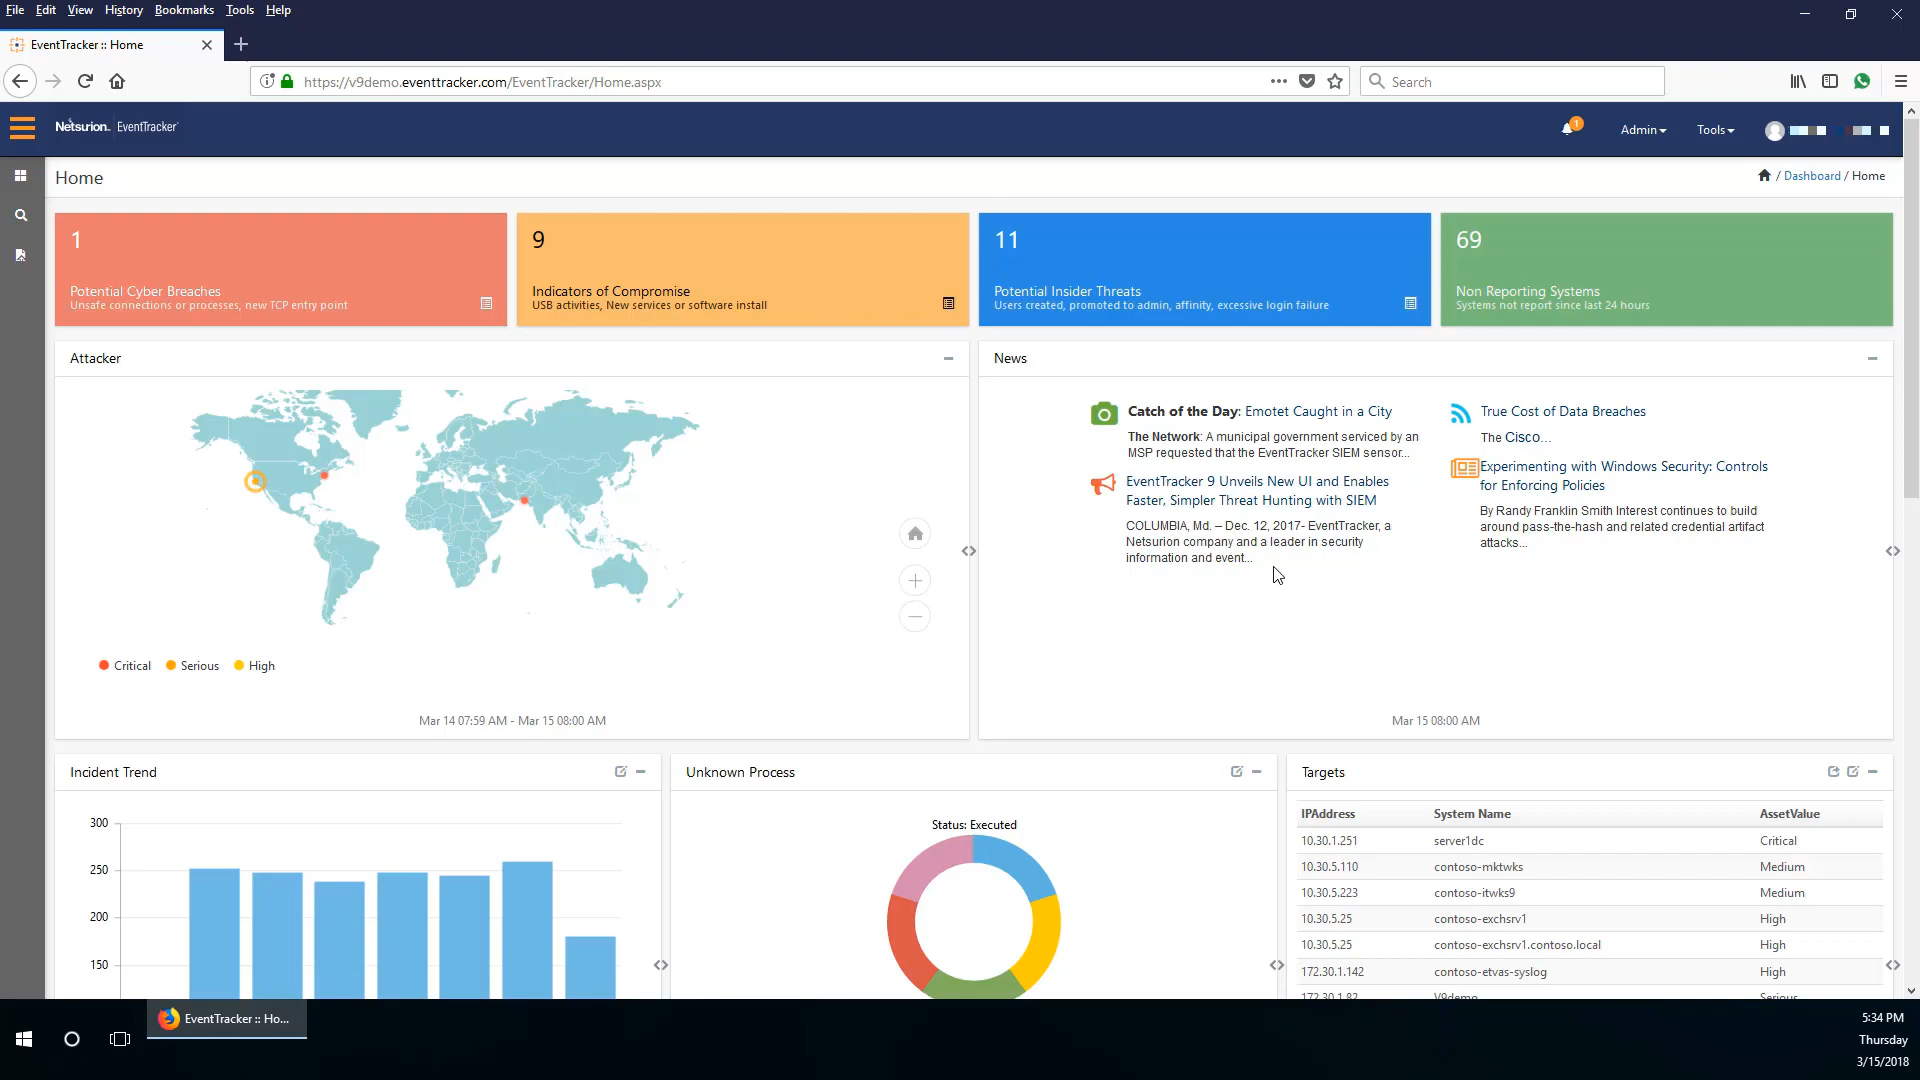 File Edit View History Bookmarks Tools Help
EventTracker :: Home
https://v9demo.eventtracker.com/EventTracker/Home.aspx
Search
Netsurion. EventTracker
1
Admin
Tools
Home
/ Dashboard / Home
1
Potential Cyber Breaches
Unsafe connections or processes, new TCP entry point
9
Indicators of Compromise
USB activities, New services or software install
11
Potential Insider Threats
Users created, promoted to admin, affinity, excessive login failure
69
Non Reporting Systems
Systems not report since last 24 hours
Attacker
Critical Serious High
Mar 14 07:59 AM - Mar 15 08:00 AM
News
Catch of the Day: Emotet Caught in a City
The Network: A municipal government serviced by an
MSP requested that the EventTracker SIEM sensor...
EventTracker 9 Unveils New UI and Enables
Faster, Simpler Threat Hunting with SIEM
COLUMBIA, Md. – Dec. 12, 2017- EventTracker, a
Netsurion company and a leader in security
information and event...
True Cost of Data Breaches
The Cisco...
Experimenting with Windows Security: Controls
for Enforcing Policies
By Randy Franklin Smith Interest continues to build
around pass-the-hash and related credential artifact
attacks...
Mar 15 08:00 AM
Incident Trend
300
250
200
150
Unknown Process
Status: Executed
Targets
IPAddress System Name AssetValue
10.30.1.251 server1dc Critical
10.30.5.110 contoso-mktwks Medium
10.30.5.223 contoso-itwks9 Medium
10.30.5.25 contoso-exchsrv1 High
10.30.5.25 contoso-exchsrv1.contoso.local High
172.30.1.142 contoso-etvas-syslog High
172.30.1.82 V9demo Serious
EventTracker :: Ho...
5:34 PM
Thursday
3/15/2018